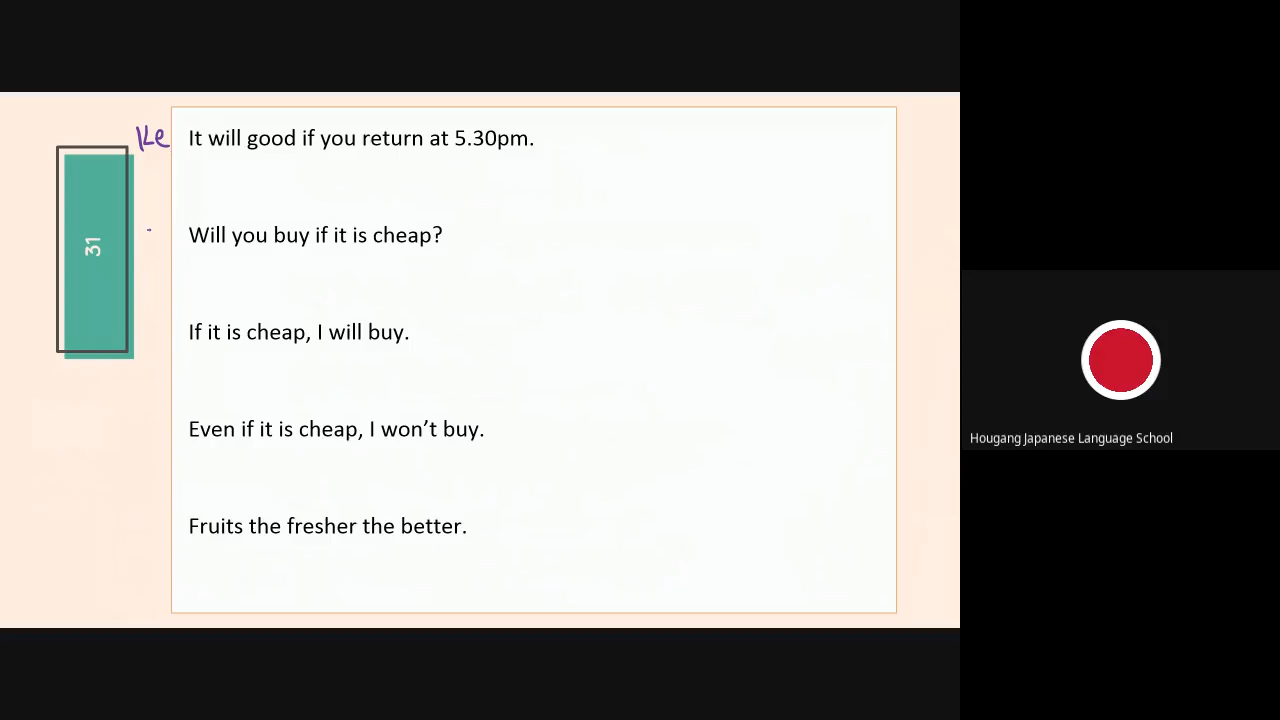 Ke It will good if you return at 5.30pm.
31
Will you buy if it is cheap?
If it is cheap, I will buy.
Even if it is cheap, I won’t buy.
Fruits the fresher the better.
Hougang Japanese Language School